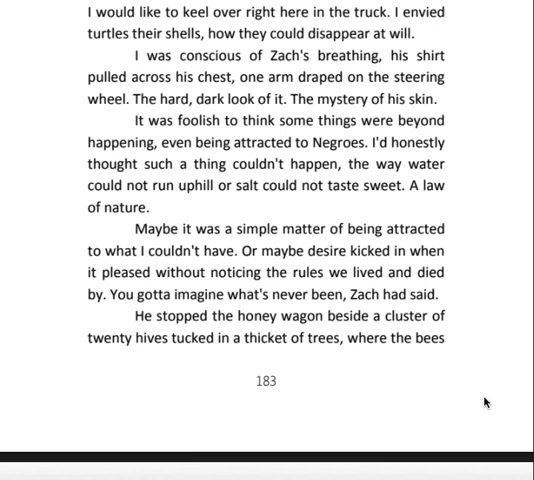 I would like to keel over right here in the truck. I envied
turtles their shells, how they could disappear at will.
I was conscious of Zach's breathing, his shirt
pulled across his chest, one arm draped on the steering
wheel. The hard, dark look of it. The mystery of his skin.
It was foolish to think some things were beyond
happening, even being attracted to Negroes. I'd honestly
thought such a thing couldn't happen, the way water
could not run uphill or salt could not taste sweet. A law
of nature.
Maybe it was a simple matter of being attracted
to what I couldn't have. Or maybe desire kicked in when
it pleased without noticing the rules we lived and died
by. You gotta imagine what's never been, Zach had said.
He stopped the honey wagon beside a cluster of
twenty hives tucked in a thicket of trees, where the bees
183